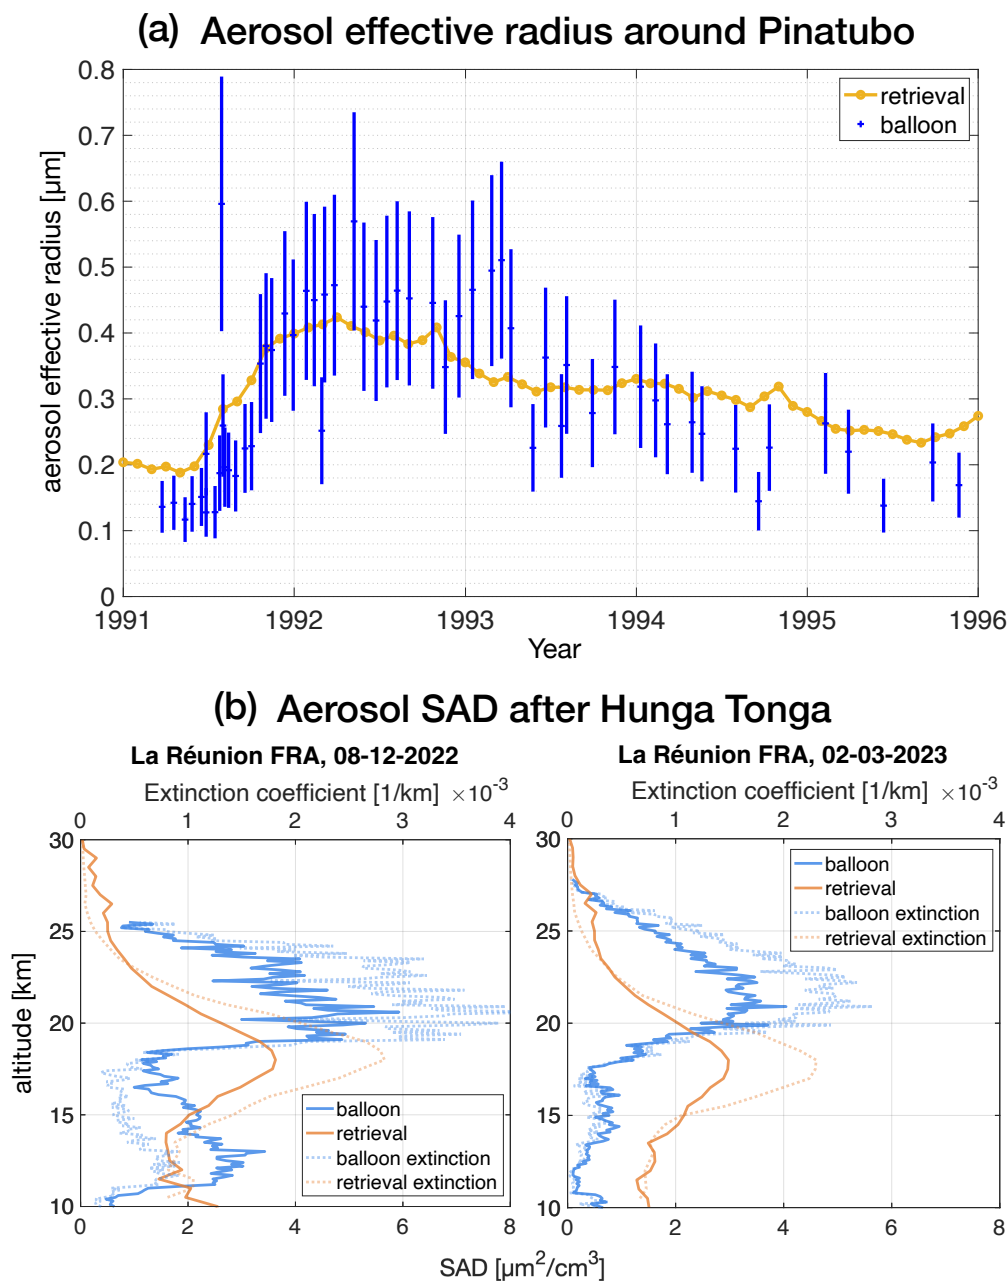 (a) Aerosol effective radius around Pinatubo
0.8
0.7
0.6
0.5
0.4
0.3
0.2
0.1
0
aerosol effective radius [µm]
retrieval
balloon
1991 1992 1993 1994 1995 1996
Year
(b) Aerosol SAD after Hunga Tonga
La Réunion FRA, 08-12-2022
Extinction coefficient [1/km] ×10⁻³
0 1 2 3 4
30
25
20
15
10
altitude [km]
balloon
retrieval
balloon extinction
retrieval extinction
0 2 4 6 8
La Réunion FRA, 02-03-2023
Extinction coefficient [1/km] ×10⁻³
0 1 2 3 4
30
25
20
15
10
balloon
retrieval
balloon extinction
retrieval extinction
0 2 4 6 8
SAD [µm²/cm³]